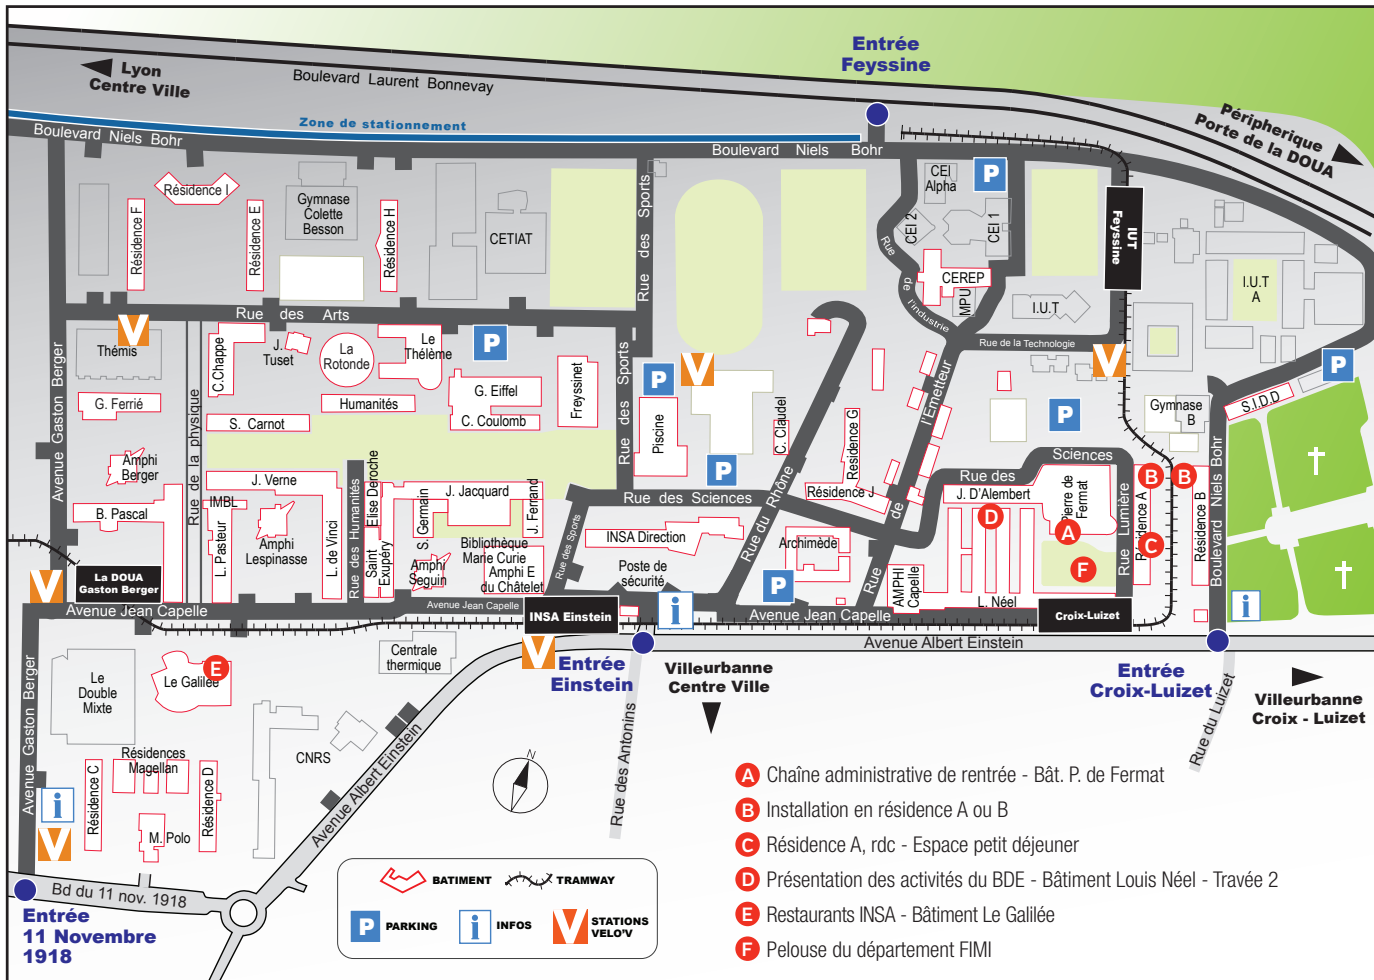 Entrée
Feyssine
Lyon
Centre Ville
Boulevard Laurent Bonnevay
Péripherique
Porte de la DOUA
Zone de stationnement
Boulevard Niels Bohr
Boulevard Niels Bohr
Résidence I
Résidence F
Résidence E
Gymnase
Colette
Besson
Résidence H
CETIAT
Rue des Sports
CEI
Alpha
P
CEI 2
CEI 1
Rue de l'industrie
CEREP
MPU
I.U.T
IUT
Feyssine
I.U.T
A
Rue des Arts
Rue de la Technologie
V
Thémis
C.Chappe
J.
Tuset
La
Rotonde
Le
Thélème
P
G. Eiffel
C. Coulomb
Freyssinet
Rue des Sports
P
V
Piscine
P
C. Claudel
Résidence G
Rue de l'Emetteur
P
V
Gymnase
B
S.I.D.D
P
Avenue Gaston Berger
G. Ferrié
Rue de la physique
Humanités
S. Carnot
Amphi
Berger
B. Pascal
J. Verne
IMBL
L. Pasteur
Amphi
Lespinasse
L. de Vinci
Rue des Humanités
Elise Deroche
Saint
Exupéry
S. Germain
J. Jacquard
J. Ferrand
Amphi
Seguin
Bibliothèque
Marie Curie
Amphi E
du Châtelet
Rue des Sports
Rue des Sciences
INSA Direction
Poste de
sécurité
Rue du Rhône
Résidence J
Archimède
P
Rue des Sciences
J. D'Alembert
Pierre de
Fermat
D
A
F
L. Néel
AMPHI
Capelle
Rue Lumière
B
B
C
Résidence A
Résidence B
Boulevard Niels Bohr
V
La DOUA
Gaston Berger
Avenue Jean Capelle
Avenue Jean Capelle
INSA Einstein
i
Avenue Jean Capelle
Croix-Luizet
i
Avenue Albert Einstein
V
Entrée
Einstein
Villeurbanne
Centre Ville
Entrée
Croix-Luizet
Villeurbanne
Croix - Luizet
Rue du Luizet
Rue des Antonins
Centrale
thermique
Avenue Gaston Berger
Le
Double
Mixte
Le Galilée
E
CNRS
Avenue Albert Einstein
Résidences
Magellan
Résidence C
Résidence D
M. Polo
i
V
Bd du 11 nov. 1918
Entrée
11 Novembre
1918
N
BATIMENT
TRAMWAY
P PARKING
i INFOS
V STATIONS
VELO'V
A Chaîne administrative de rentrée - Bât. P. de Fermat
B Installation en résidence A ou B
C Résidence A, rdc - Espace petit déjeuner
D Présentation des activités du BDE - Bâtiment Louis Néel - Travée 2
E Restaurants INSA - Bâtiment Le Galilée
F Pelouse du département FIMI